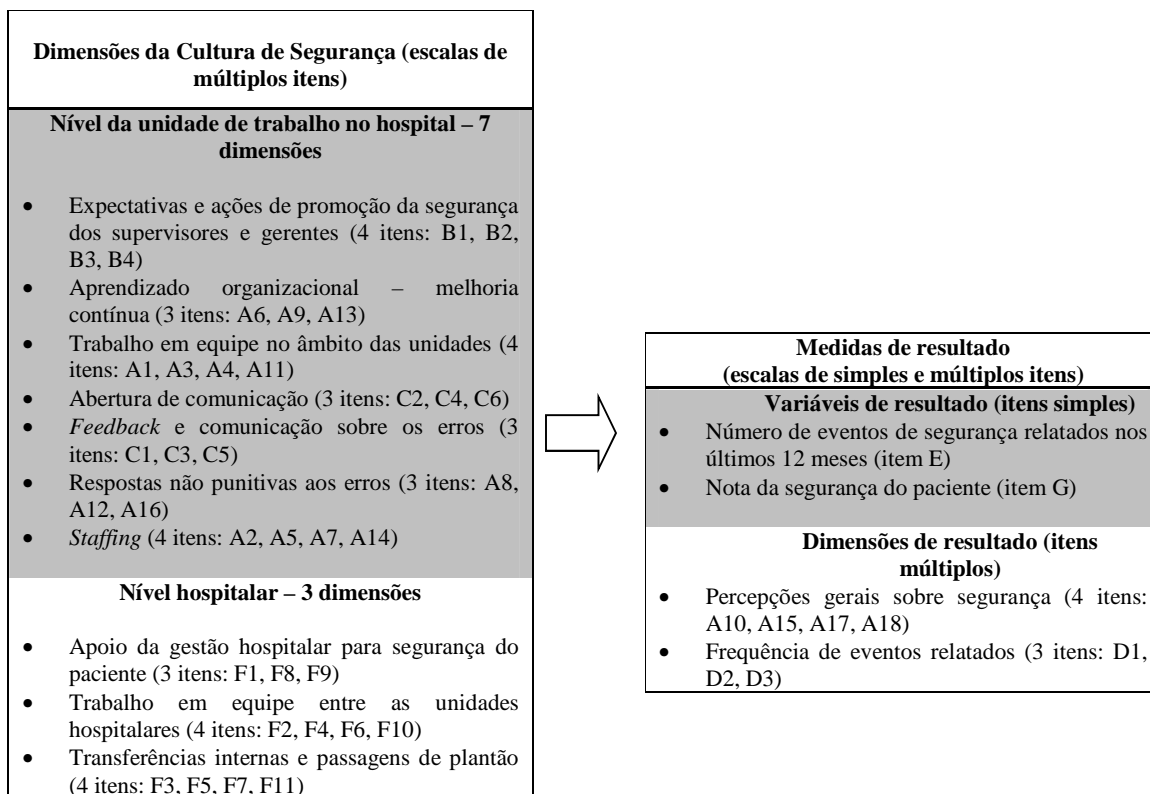 Dimensões da Cultura de Segurança (escalas de
múltiplos itens)
Nível da unidade de trabalho no hospital – 7
dimensões
• Expectativas e ações de promoção da segurança
dos supervisores e gerentes (4 itens: B1, B2,
B3, B4)
• Aprendizado organizacional – melhoria
contínua (3 itens: A6, A9, A13)
• Trabalho em equipe no âmbito das unidades (4
itens: A1, A3, A4, A11)
• Abertura de comunicação (3 itens: C2, C4, C6)
• Feedback e comunicação sobre os erros (3
itens: C1, C3, C5)
• Respostas não punitivas aos erros (3 itens: A8,
A12, A16)
• Staffing (4 itens: A2, A5, A7, A14)
Nível hospitalar – 3 dimensões
• Apoio da gestão hospitalar para segurança do
paciente (3 itens: F1, F8, F9)
• Trabalho em equipe entre as unidades
hospitalares (4 itens: F2, F4, F6, F10)
• Transferências internas e passagens de plantão
(4 itens: F3, F5, F7, F11)
Medidas de resultado
(escalas de simples e múltiplos itens)
Variáveis de resultado (itens simples)
• Número de eventos de segurança relatados nos
últimos 12 meses (item E)
• Nota da segurança do paciente (item G)
Dimensões de resultado (itens
múltiplos)
• Percepções gerais sobre segurança (4 itens:
A10, A15, A17, A18)
• Frequência de eventos relatados (3 itens: D1,
D2, D3)